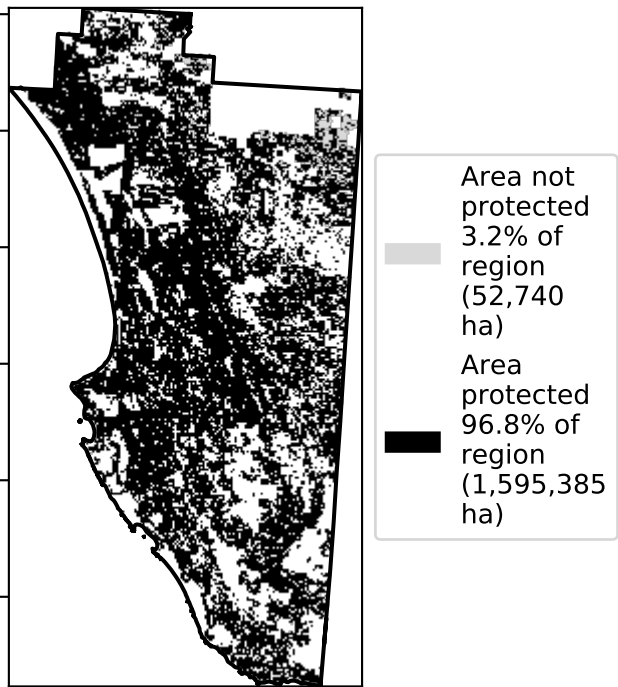 Area not
protected
3.2% of
region
(52,740
ha)
Area
protected
96.8% of
region
(1,595,385
ha)